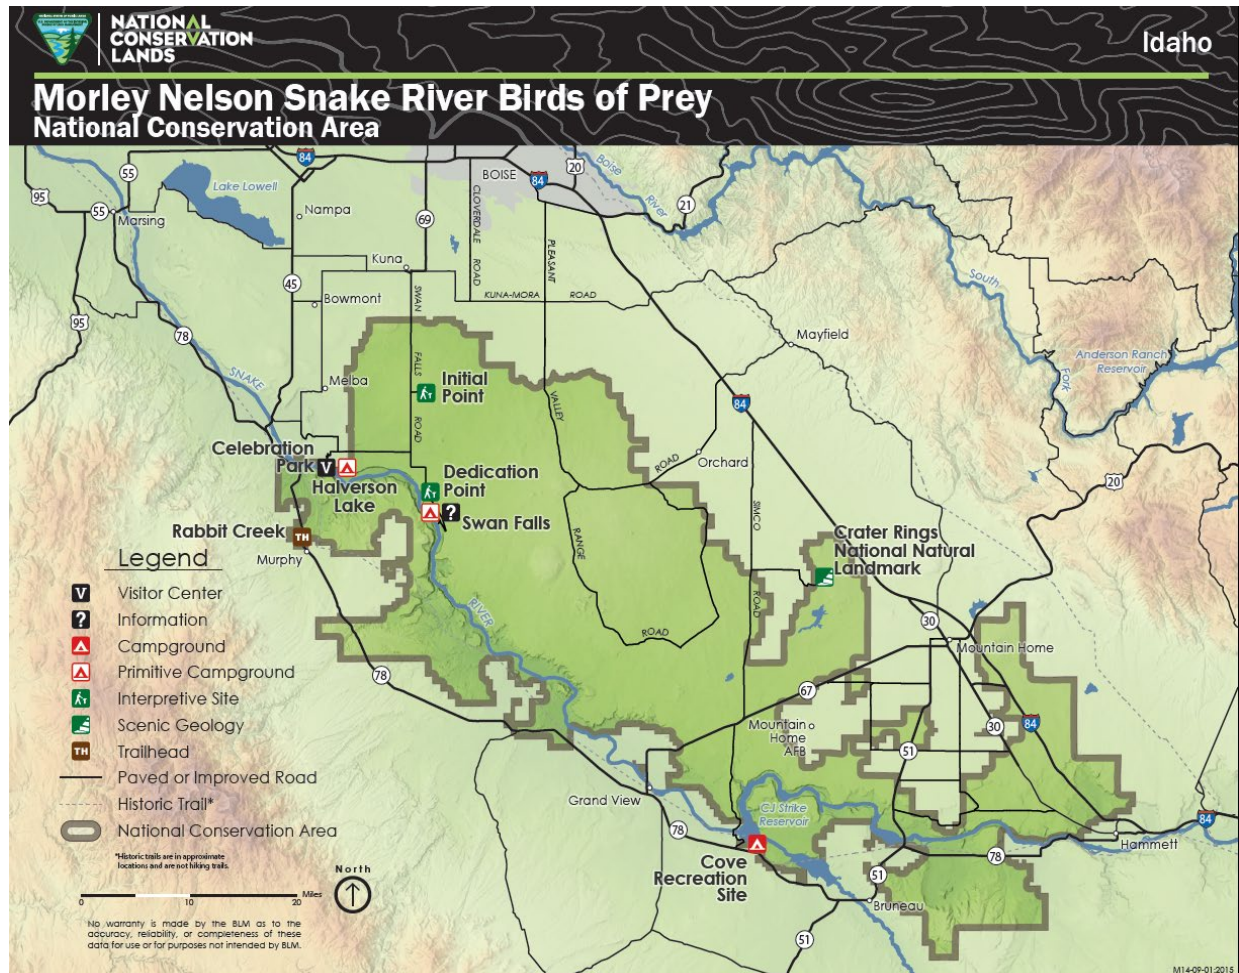 NATIONAL
CONSERVATION
LANDS
Idaho
Morley Nelson Snake River Birds of Prey
National Conservation Area
84
55
95
55
Marsing
Lake Lowell
Nampa
69
CLOVERDALE
ROAD
BOISE
84
20
Boise
River
21
PLEASANT
Kuna
45
Bowmont
SWAN
KUNA-MORA ROAD
South
95
78
Mayfield
Anderson Ranch
Reservoir
Fork
SNAKE
Melba
FALLS
Initial
Point
VALLEY
84
ROAD
Celebration
Park
V
Halverson
Lake
Dedication
Point
ROAD
Orchard
20
Rabbit Creek
TH
Murphy
?
Swan Falls
RANGE
SIMCO
Crater Rings
National Natural
Landmark
RIVER
ROAD
ROAD
30
Mountain Home
78
67
Mountain
Home
AFB
51
30
84
Grand View
78
CJ Strike
Reservoir
Cove
Recreation
Site
51
78
Hammett
84
Bruneau
51
Legend
V Visitor Center
? Information
Campground
Primitive Campground
Interpretive Site
Scenic Geology
TH Trailhead
Paved or Improved Road
Historic Trail*
National Conservation Area
*Historic trails are in approximate
locations and are not hiking trails.
North
0 10 20 Miles
No warranty is made by the BLM as to the
accuracy, reliability, or completeness of these
data for use or for purposes not intended by BLM.
M14-09-01:2015